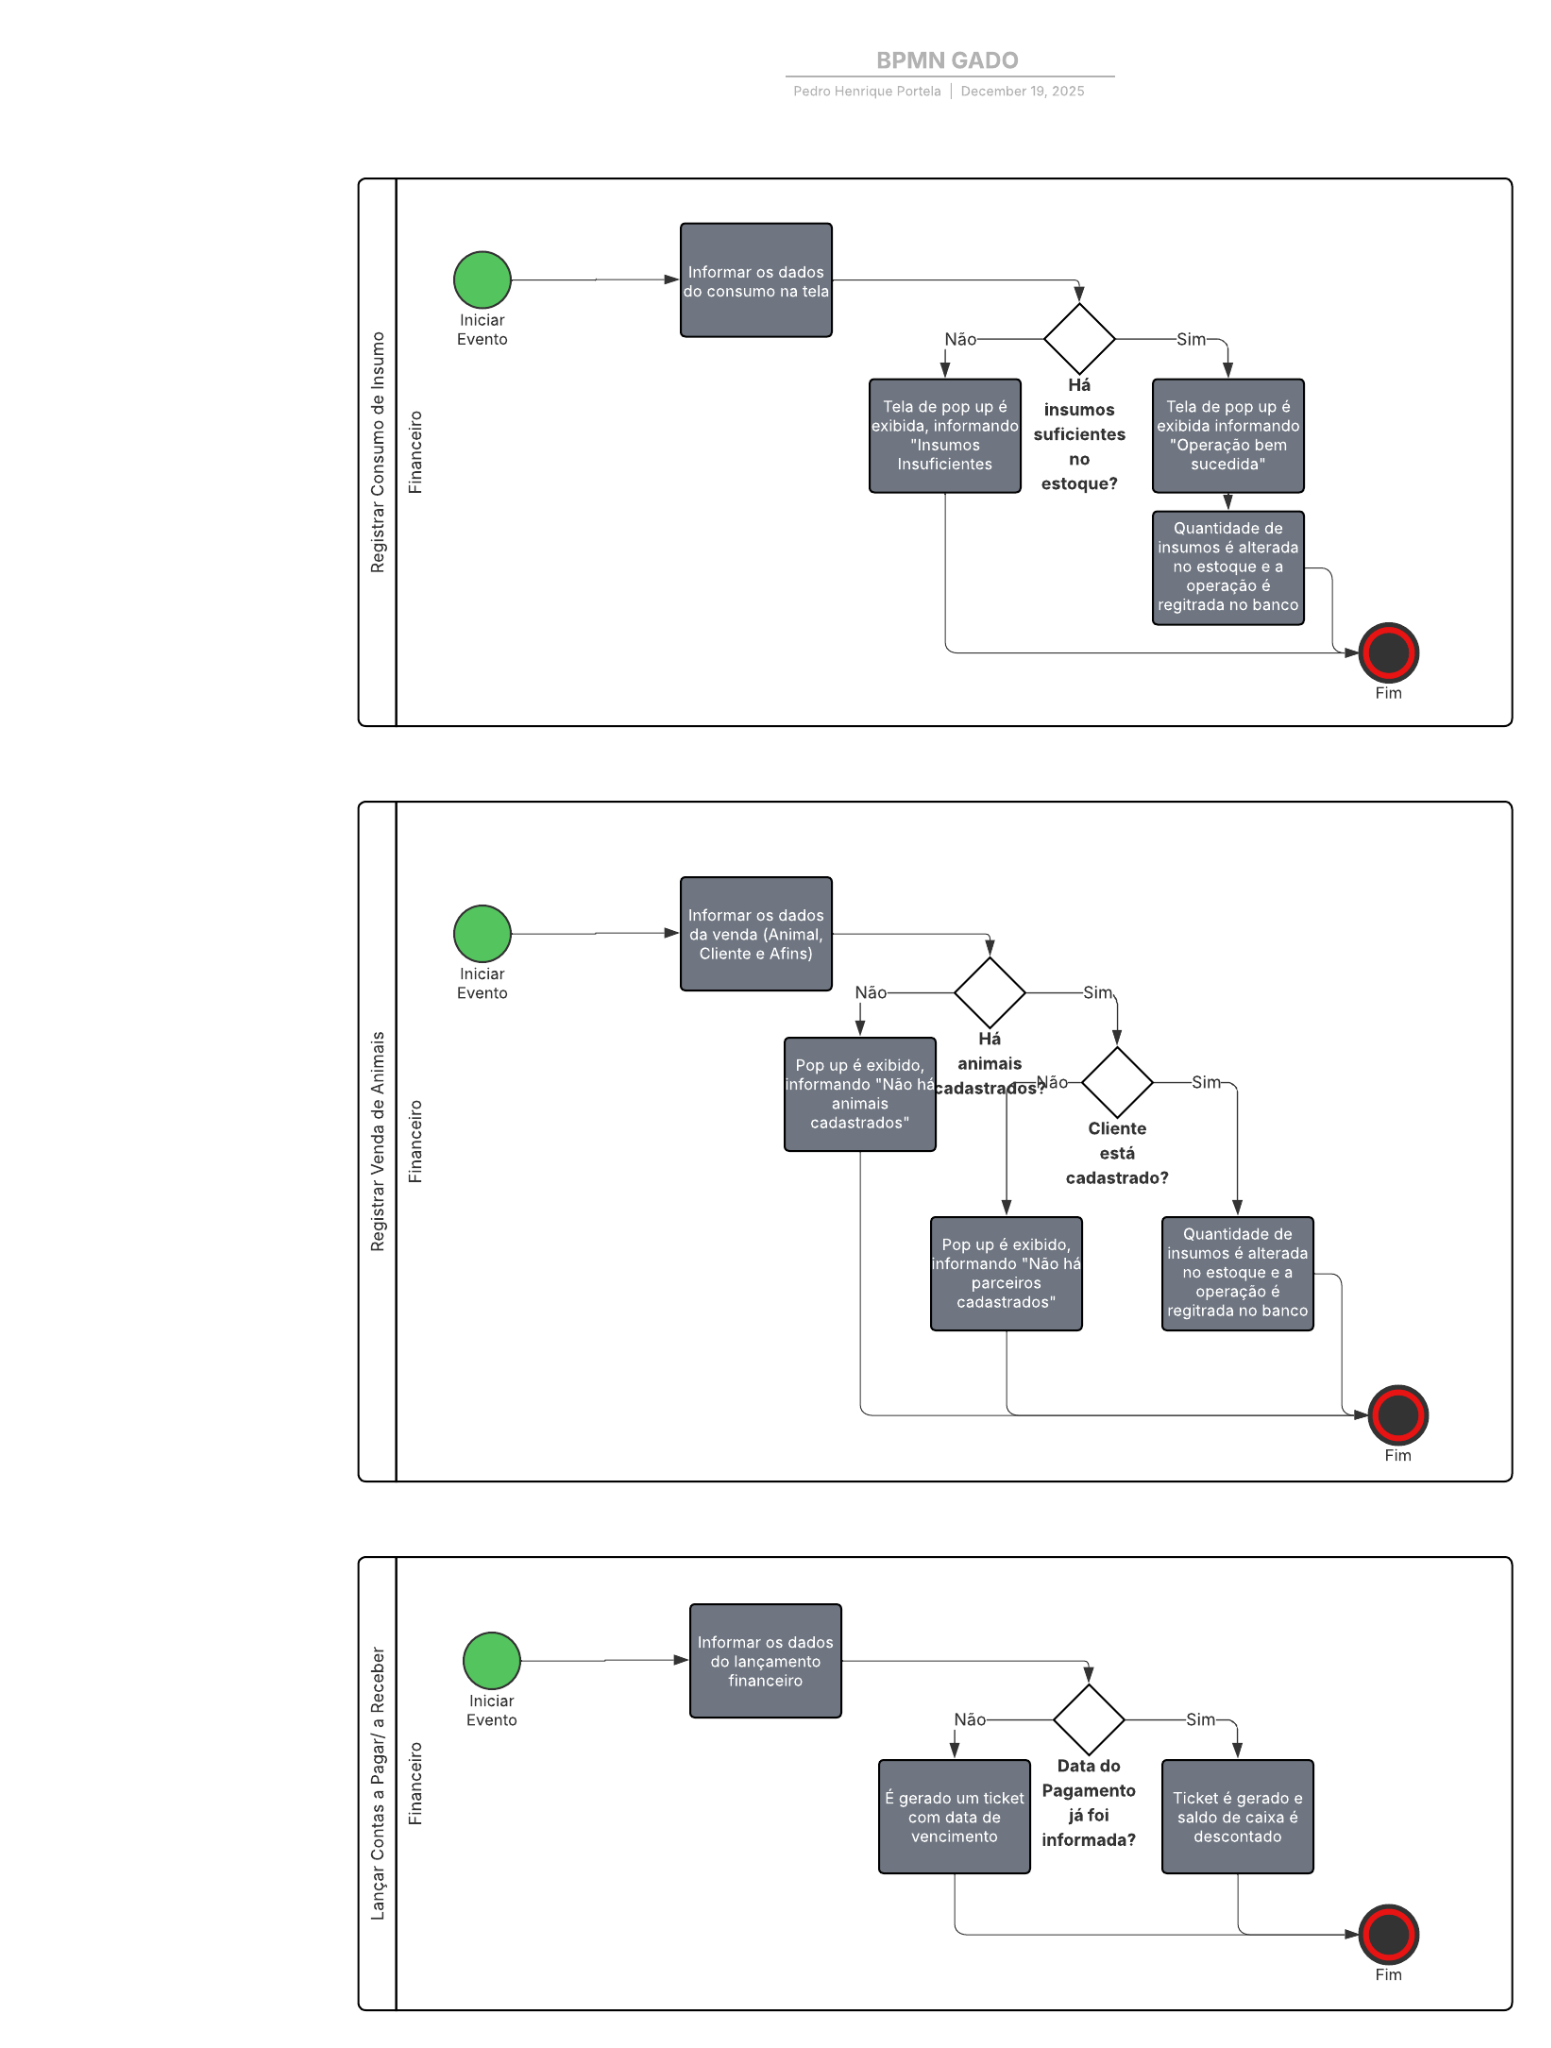 BPMN GADO
Pedro Henrique Portela | December 19, 2025
Registrar Consumo de Insumo
Financeiro
Iniciar
Evento
Informar os dados
do consumo na tela
Não
Sim
Há
insumos
suficientes
no
estoque?
Tela de pop up é
exibida, informando
"Insumos
Insuficientes
Tela de pop up é
exibida informando
"Operação bem
sucedida"
Quantidade de
insumos é alterada
no estoque e a
operação é
regitrada no banco
Fim
Registrar Venda de Animais
Financeiro
Iniciar
Evento
Informar os dados
da venda (Animal,
Cliente e Afins)
Não
Sim
Há
animais
cadastrados?
Pop up é exibido,
informando "Não há
animais
cadastrados"
Não
Sim
Cliente
está
cadastrado?
Pop up é exibido,
informando "Não há
parceiros
cadastrados"
Quantidade de
insumos é alterada
no estoque e a
operação é
regitrada no banco
Fim
Lançar Contas a Pagar/ a Receber
Financeiro
Iniciar
Evento
Informar os dados
do lançamento
financeiro
Não
Sim
Data do
Pagamento
já foi
informada?
É gerado um ticket
com data de
vencimento
Ticket é gerado e
saldo de caixa é
descontado
Fim